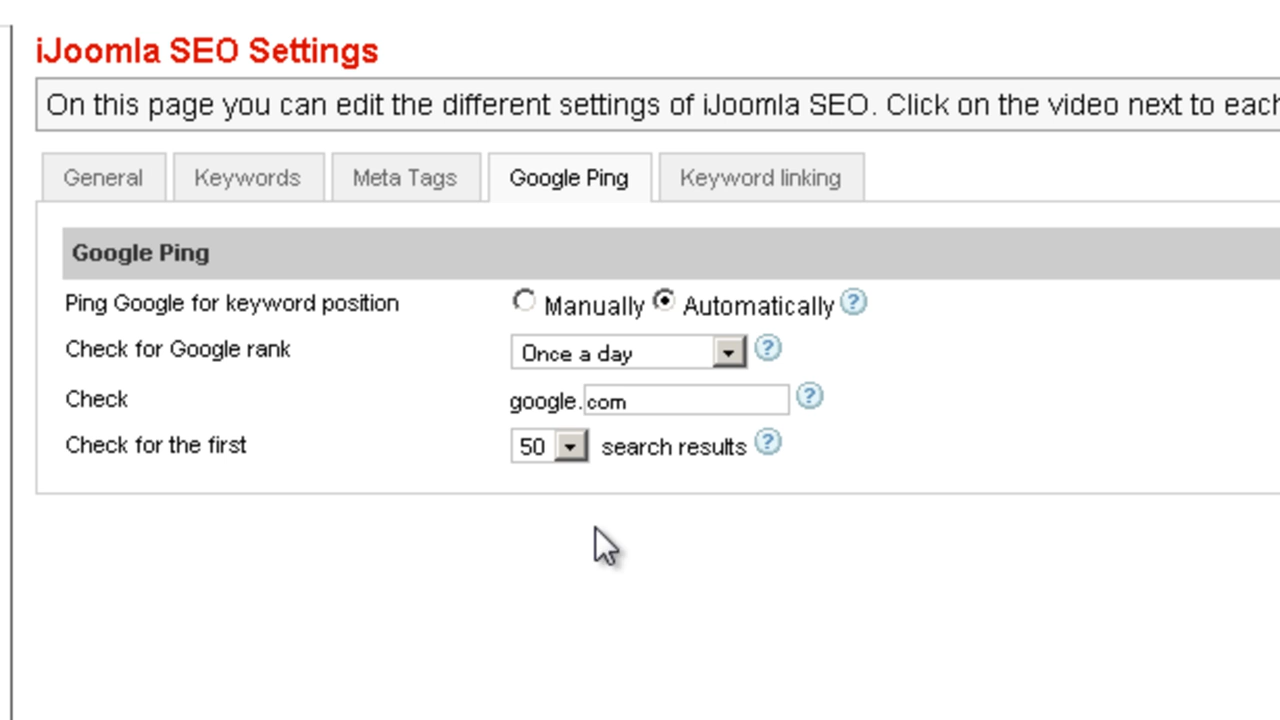 iJoomla SEO Settings
On this page you can edit the different settings of iJoomla SEO. Click on the video next to each
General Keywords Meta Tags Google Ping Keyword linking
Google Ping
Ping Google for keyword position Manually Automatically ?
Check for Google rank Once a day ?
Check google.com ?
Check for the first 50 search results ?